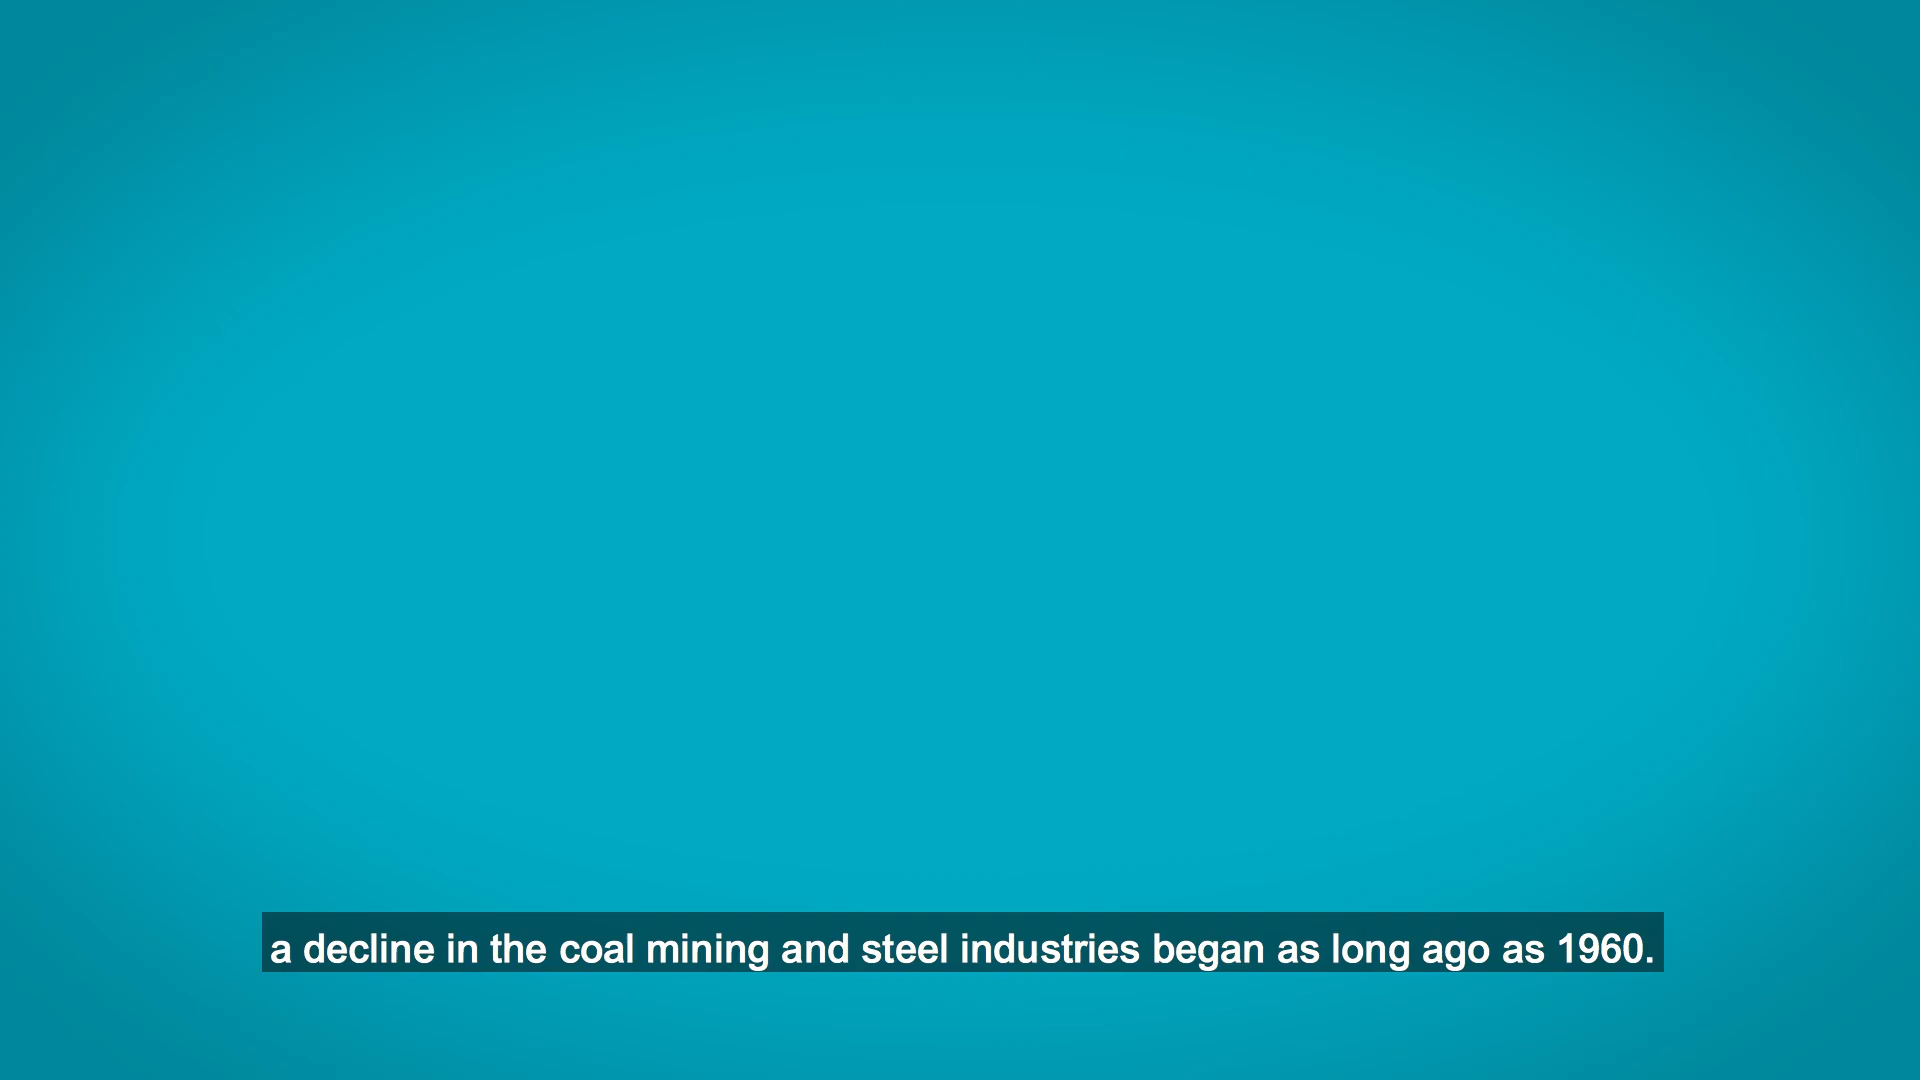 a decline in the coal mining and steel industries began as long ago as 1960.